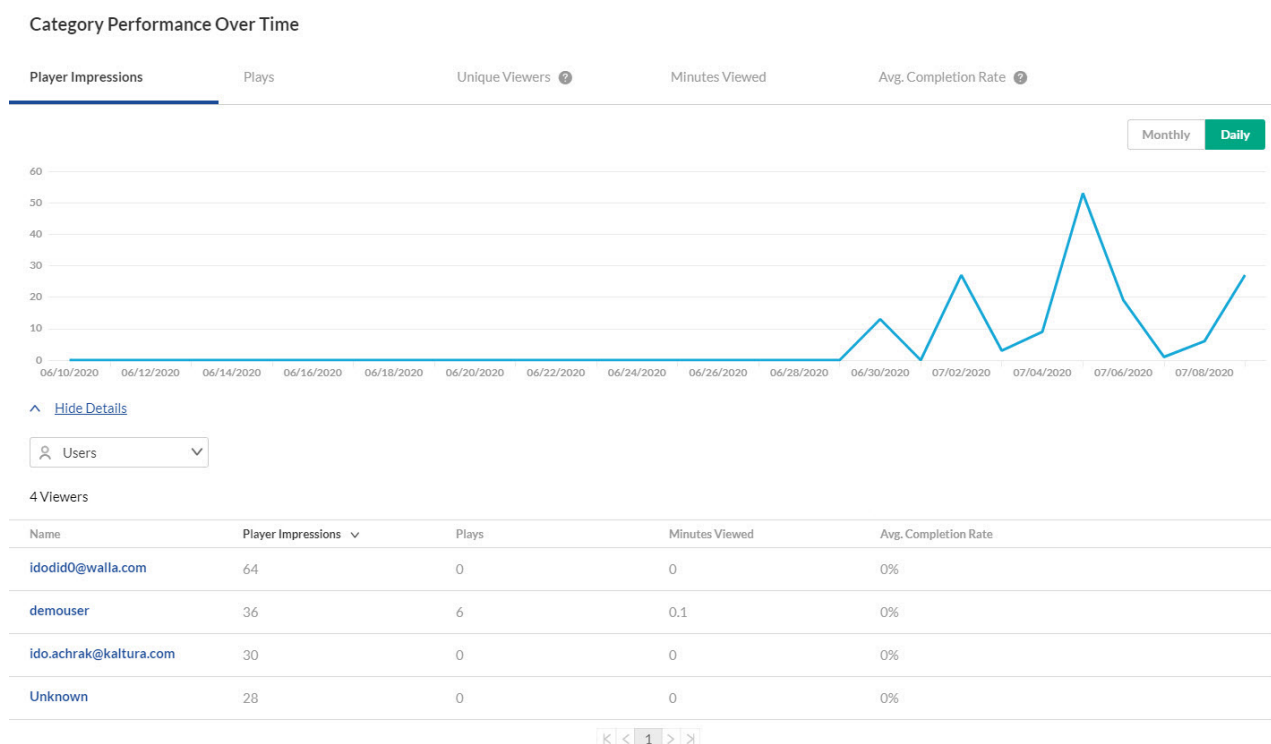 Category Performance Over Time
Player Impressions Plays Unique Viewers ? Minutes Viewed Avg. Completion Rate ?
Monthly Daily
60
50
40
30
20
10
0
06/10/2020 06/12/2020 06/14/2020 06/16/2020 06/18/2020 06/20/2020 06/22/2020 06/24/2020 06/26/2020 06/28/2020 06/30/2020 07/02/2020 07/04/2020 07/06/2020 07/08/2020
Hide Details
Users
4 Viewers
Name Player Impressions Plays Minutes Viewed Avg. Completion Rate
idodid0@walla.com 64 0 0 0%
demouser 36 6 0.1 0%
ido.achrak@kaltura.com 30 0 0 0%
Unknown 28 0 0 0%
1